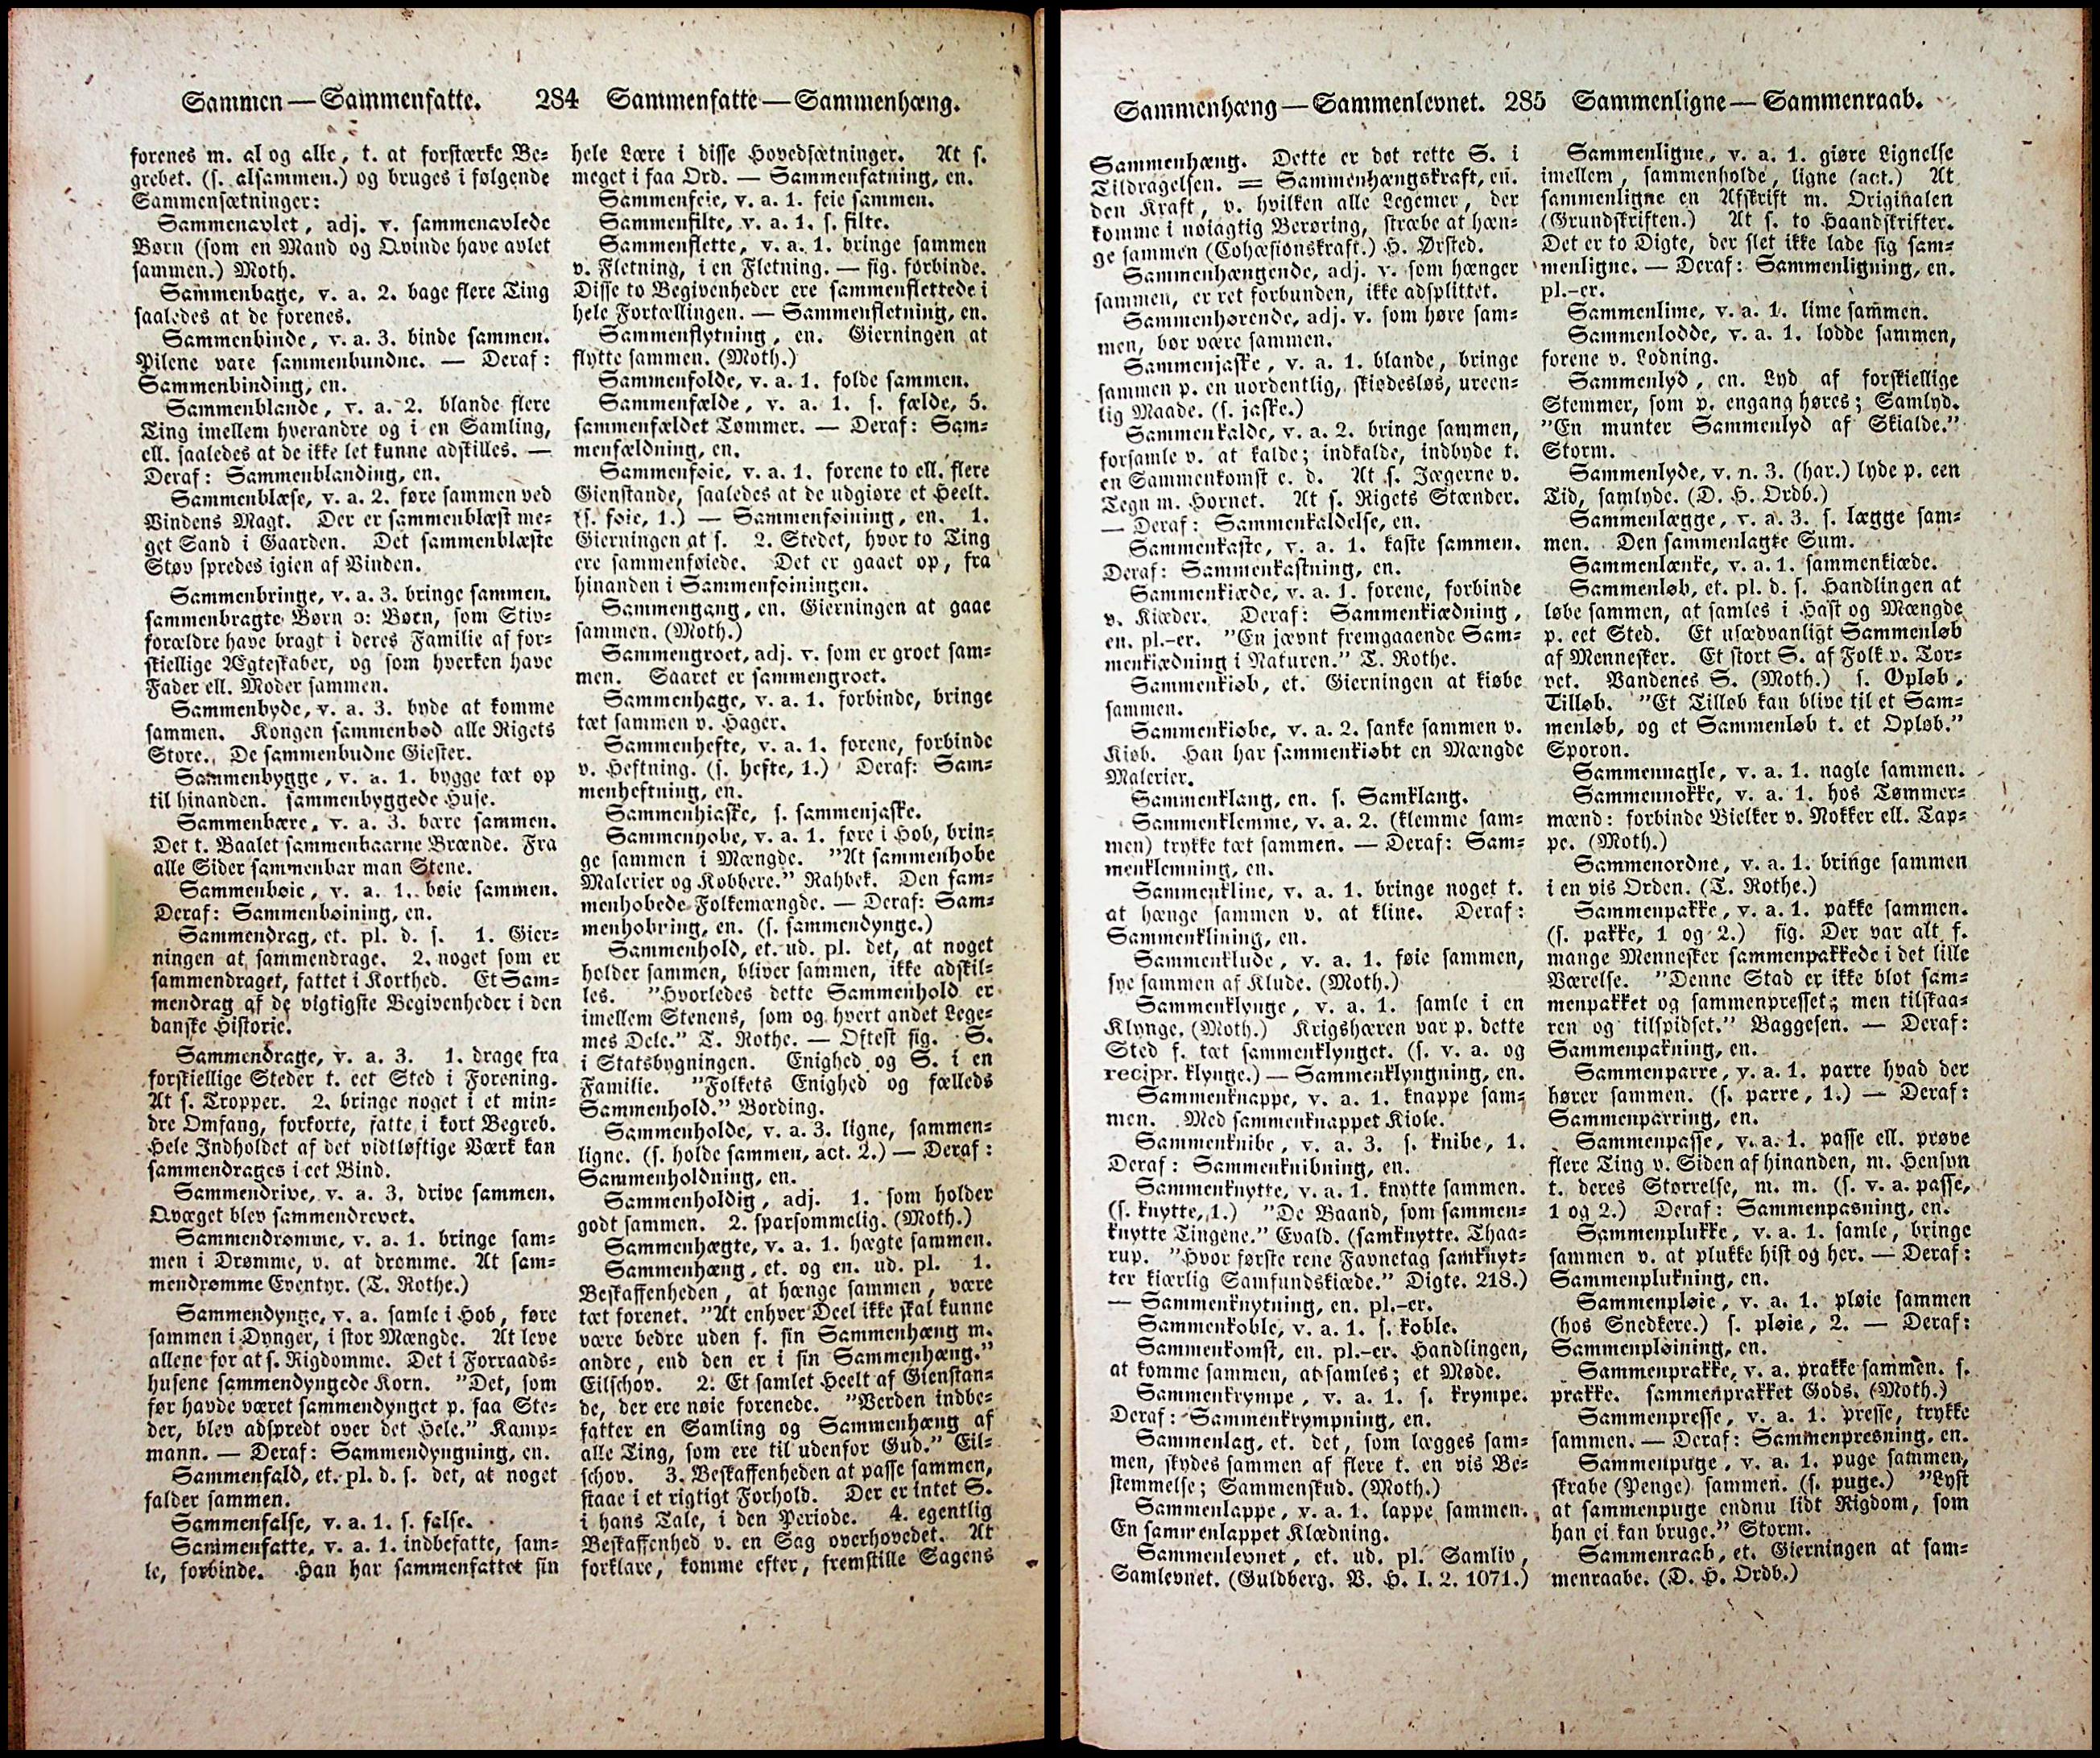 Sammen — Sammenfatte. 284 Sammenfatte — Sammenhæng.
forenes m. al og alle, t. at forstærke Be-
grebet. (s. alsammen.) og bruges i følgende
Sammensætninger:
Sammenavlet, adj. v. sammenavlede
Børn (som en Mand og Qvinde have avlet
sammen.) Moth.
Sammenbage, v. a. 2. bage flere Ting
saaledes at de forenes.
Sammenbinde, v. a. 3. binde sammen.
Pilene vare sammenbundne. — Deraf:
Sammenbinding, en.
Sammenblande, v. a. 2. blande flere
Ting imellem hverandre og i en Samling,
ell. saaledes at de ikke let kunne adskilles. —
Deraf: Sammenblanding, en.
Sammenblæse, v. a. 2. føre sammen ved
Vindens Magt. Der er sammenblæst me-
get Sand i Gaarden. Det sammenblæste
Støv spredes igien af Vinden.
Sammenbringe, v. a. 3. bringe sammen.
sammenbragte Børn ɔ: Børn, som Stiv-
forældre have bragt i deres Familie af for-
skiellige Ægteskaber, og som hverken have
Fader ell. Moder sammen.
Sammenbyde, v. a. 3. byde at komme
sammen. Kongen sammenbød alle Rigets
Store. De sammenbudne Giester.
Sammenbygge, v. a. 1. bygge tæt op
til hinanden. sammenbyggede Huse.
Sammenbære, v. a. 3. bære sammen.
Det t. Baalet sammenbaarne Brænde. Fra
alle Sider sammenbar man Stene.
Sammenbøie, v. a. 1. bøie sammen.
Deraf: Sammenbøining, en.
Sammendrag, et. pl. d. s. 1. Gier-
ningen at sammendrage. 2. noget som er
sammendraget, fattet i Korthed. Et Sam-
mendrag af de vigtigste Begivenheder i den
danske Historie.
Sammendrage, v. a. 3. 1. drage fra
forskiellige Steder t. eet Sted i Forening.
At s. Tropper. 2. bringe noget i et min-
dre Omfang, forkorte, fatte i kort Begreb.
Hele Indholdet af det vidtløftige Værk kan
sammendrages i eet Bind.
Sammendrive, v. a. 3. drive sammen.
Qvæget blev sammendrevet.
Sammendrømme, v. a. 1. bringe sam-
men i Drømme, v. at drømme. At sam-
mendrømme Eventyr. (T. Rothe.)
Sammendynge, v. a. samle i Hob, føre
sammen i Dynger, i stor Mængde. At leve
allene for at s. Rigdomme. Det i Forraads-
husene sammendyngede Korn. "Det, som
før havde været sammendynget p. faa Ste-
der, blev adspredt over det Hele." Kamp-
mann. — Deraf: Sammendyngning, en.
Sammenfald, et. pl. d. s. det, at noget
falder sammen.
Sammenfalse, v. a. 1. s. false.
Sammenfatte, v. a. 1. indbefatte, sam-
le, forbinde. Han har sammenfattet sin
hele Lære i disse Hovedsætninger. At s.
meget i faa Ord. — Sammenfatning, en.
Sammenfeie, v. a. 1. feie sammen.
Sammenfilte, v. a. 1. s. filte.
Sammenflette, v. a. 1. bringe sammen
v. Fletning, i en Fletning. — fig. forbinde.
Disse to Begivenheder ere sammenflettede i
hele Fortællingen. — Sammenfletning, en.
Sammenflytning, en. Gierningen at
flytte sammen. (Moth.)
Sammenfolde, v. a. 1. folde sammen.
Sammenfælde, v. a. 1. s. fælde, 5.
sammenfældet Tømmer. — Deraf: Sam-
menfældning, en.
Sammenføie, v. a. 1. forene to ell. flere
Gienstande, saaledes at de udgiøre et Heelt.
(s. føie, 1.) — Sammenføining, en. 1.
Gierningen at s. 2. Stedet, hvor to Ting
ere sammenføiede. Det er gaaet op, fra
hinanden i Sammenføiningen.
Sammengang, en. Gierningen at gaae
sammen. (Moth.)
Sammengroet, adj. v. som er groet sam-
men. Saaret er sammengroet.
Sammenhage, v. a. 1. forbinde, bringe
tæt sammen v. Hager.
Sammenhefte, v. a. 1. forene, forbinde
v. Heftning. (s. hefte, 1.) Deraf: Sam-
menheftning, en.
Sammenhiaske, s. sammenjaske.
Sammenhobe, v. a. 1. føre i Hob, brin-
ge sammen i Mængde. "At sammenhobe
Malerier og Kobbere." Rahbek. Den sam-
menhobede Folkemængde. — Deraf: Sam-
menhobring, en. (s. sammendynge.)
Sammenhold, et. ud. pl. det, at noget
holder sammen, bliver sammen, ikke adskil-
les. "Hvorledes dette Sammenhold er
imellem Stenens, som og hvert andet Lege-
mes Dele." T. Rothe. — Oftest fig. S.
i Statsbygningen. Enighed og S. i en
Familie. "Folkets Enighed og fælleds
Sammenhold." Bording.
Sammenholde, v. a. 3. ligne, sammen-
ligne. (s. holde sammen, act. 2.) — Deraf:
Sammenholdning, en.
Sammenholdig, adj. 1. som holder
godt sammen. 2. sparsommelig. (Moth.)
Sammenhægte, v. a. 1. hægte sammen.
Sammenhæng, et. og en. ud. pl. 1.
Beskaffenheden, at hænge sammen, være
tæt forenet. "At enhver Deel ikke skal kunne
være bedre uden f. sin Sammenhæng m.
andre, end den er i sin Sammenhæng."
Eilschov. 2. Et samlet Heelt af Gienstan-
de, der ere nøie forenede. "Verden indbe-
fatter en Samling og Sammenhæng af
alle Ting, som ere til udenfor Gud." Eil-
schov. 3. Beskaffenheden at passe sammen,
staae i et rigtigt Forhold. Der er intet S.
i hans Tale, i den Periode. 4. egentlig
Beskaffenhed v. en Sag overhovedet. At
forklare, komme efter, fremstille Sagens
Sammenhæng — Sammenlevnet. 285 Sammenligne — Sammenraab.
Sammenhæng. Dette er det rette S. i
Tildragelsen. = Sammenhængskraft, en.
den Kraft, v. hvilken alle Legemer, der
komme i nøiagtig Berøring, stræbe at hæn-
ge sammen (Cohæsionskraft.) H. Ørsted.
Sammenhængende, adj. v. som hænger
sammen, er ret forbunden, ikke adsplittet.
Sammenhørende, adj. v. som høre sam-
men, bør være sammen.
Sammenjaske, v. a. 1. blande, bringe
sammen p. en uordentlig, skiødesløs, ureen-
lig Maade. (s. jaske.)
Sammenkalde, v. a. 2. bringe sammen,
forsamle v. at kalde; indkalde, indbyde t.
en Sammenkomst e. d. At s. Jægerne v.
Tegn m. Hornet. At s. Rigets Stænder.
— Deraf: Sammenkaldelse, en.
Sammenkaste, v. a. 1. kaste sammen.
Deraf: Sammenkastning, en.
Sammenkiæde, v. a. 1. forene, forbinde
v. Kiæder. Deraf: Sammenkiædning,
en. pl.-er. "En jævnt fremgaaende Sam-
menkiædning i Naturen." T. Rothe.
Sammenkiøb, et. Gierningen at kiøbe
sammen.
Sammenkiøbe, v. a. 2. sanke sammen v.
Kiøb. Han har sammenkiøbt en Mængde
Malerier.
Sammenklang, en. s. Samklang.
Sammenklemme, v. a. 2. (klemme sam-
men) trykke tæt sammen. — Deraf: Sam-
menklemning, en.
Sammenkline, v. a. 1. bringe noget t.
at hænge sammen v. at kline. Deraf:
Sammenklining, en.
Sammenklude, v. a. 1. føie sammen,
sye sammen af Klude. (Moth.)
Sammenklynge, v. a. 1. samle i en
Klynge. (Moth.) Krigshæren var p. dette
Sted f. tæt sammenklynget. (s. v. a. og
recipr. klynge.) — Sammenklyngning, en.
Sammenknappe, v. a. 1. knappe sam-
men. Med sammenknappet Kiole.
Sammenknibe, v. a. 3. s. knibe, 1.
Deraf: Sammenknibning, en.
Sammenknytte, v. a. 1. knytte sammen.
(s. knytte, 1.) "De Baand, som sammen-
knytte Tingene." Evald. (samknytte. Thaa-
rup. "Hvor første rene Favnetag samknyt-
ter kiærlig Samfundskiæde." Digte. 218.)
— Sammenknytning, en. pl.-er.
Sammenkoble, v. a. 1. s. koble.
Sammenkomst, en. pl.-er. Handlingen,
at komme sammen, at samles; et Møde.
Sammenkrympe, v. a. 1. s. krympe.
Deraf: Sammenkrympning, en.
Sammenlag, et. det, som lægges sam-
men, skydes sammen af flere t. en vis Be-
stemmelse; Sammenskud. (Moth.)
Sammenlappe, v. a. 1. lappe sammen.
En sammenlappet Klædning.
Sammenlevnet, et. ud. pl. Samliv,
Samlevnet. (Guldberg. V. H. I. 2. 1071.)
Sammenligne, v. a. 1. giøre Lignelse
imellem, sammenholde, ligne (act.) At
sammenligne en Afskrift m. Originalen
(Grundskriften.) At s. to Haandskrifter.
Det er to Digte, der slet ikke lade sig sam-
menligne. — Deraf: Sammenligning, en.
pl.-er.
Sammenlime, v. a. 1. lime sammen.
Sammenlodde, v. a. 1. lodde sammen,
forene v. Lodning.
Sammenlyd, en. Lyd af forskiellige
Stemmer, som p. engang høres; Samlyd.
"En munter Sammenlyd af Skialde."
Storm.
Sammenlyde, v. n. 3. (har.) lyde p. een
Tid, samlyde. (D. H. Ordb.)
Sammenlægge, v. a. 3. s. lægge sam-
men. Den sammenlagte Sum.
Sammenlænke, v. a. 1. sammenkiæde.
Sammenløb, et. pl. d. s. Handlingen at
løbe sammen, at samles i Hast og Mængde
p. eet Sted. Et usædvanligt Sammenløb
af Mennesker. Et stort S. af Folk v. Tor-
vet. Vandenes S. (Moth.) s. Opløb,
Tilløb. "Et Tilløb kan blive til et Sam-
menløb, og et Sammenløb t. et Opløb."
Sporon.
Sammennagle, v. a. 1. nagle sammen.
Sammennokke, v. a. 1. hos Tømmer-
mænd: forbinde Bielker v. Nokker ell. Tap-
pe. (Moth.)
Sammenordne, v. a. 1. bringe sammen
i en vis Orden. (T. Rothe.)
Sammenpakke, v. a. 1. pakke sammen.
(s. pakke, 1 og 2.) fig. Der var alt f.
mange Mennesker sammenpakkede i det lille
Værelse. "Denne Stad er ikke blot sam-
menpakket og sammenpresset; men tilskaa-
ren og tilspidset." Baggesen. — Deraf:
Sammenpakning, en.
Sammenparre, v. a. 1. parre hvad der
hører sammen. (s. parre, 1.) — Deraf:
Sammenparring, en.
Sammenpasse, v. a. 1. passe ell. prøve
flere Ting v. Siden af hinanden, m. Hensyn
t. deres Størrelse, m. m. (s. v. a. passe,
1 og 2.) Deraf: Sammenpasning, en.
Sammenplukke, v. a. 1. samle, bringe
sammen v. at plukke hist og her. — Deraf:
Sammenplukning, en.
Sammenpløie, v. a. 1. pløie sammen
(hos Snedkere.) s. pløie, 2. — Deraf:
Sammenpløining, en.
Sammenprakke, v. a. prakke sammen. s.
prakke. sammenprakket Gods. (Moth.)
Sammenpresse, v. a. 1. presse, trykke
sammen. — Deraf: Sammenpresning, en.
Sammenpuge, v. a. 1. puge sammen,
skrabe (Penge) sammen. (s. puge.) "Lyst
at sammenpuge endnu lidt Rigdom, som
han ei kan bruge." Storm.
Sammenraab, et. Gierningen at sam-
menraabe. (D. H. Ordb.)